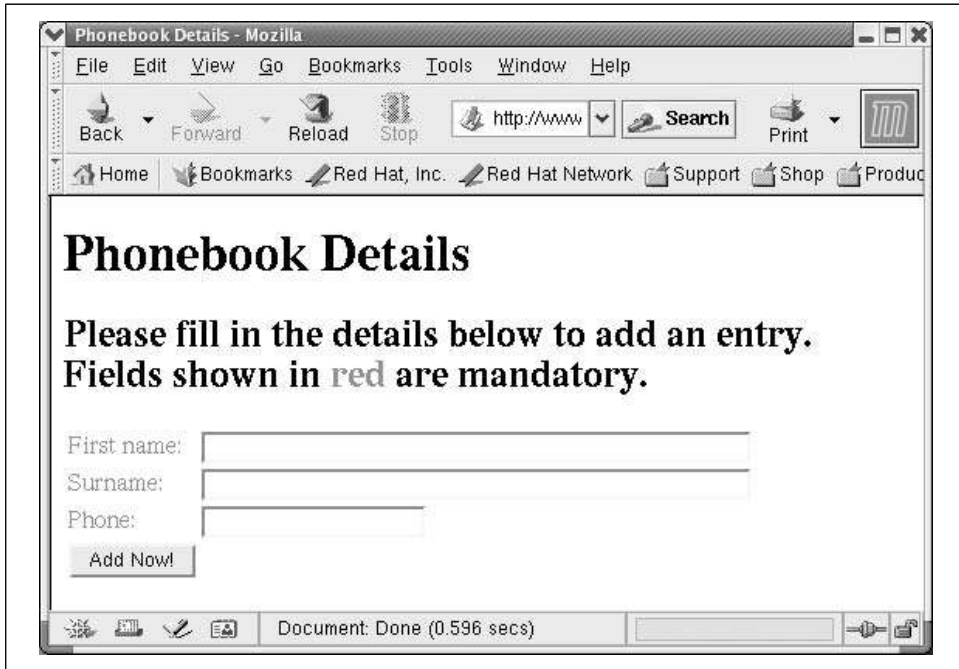 Phonebook Details - Mozilla
File Edit View Go Bookmarks Tools Window Help
Back Forward Reload Stop http://www Search Print
Home Bookmarks Red Hat, Inc. Red Hat Network Support Shop Produc
Phonebook Details
Please fill in the details below to add an entry.
Fields shown in red are mandatory.
First name:
Surname:
Phone:
Add Now!
Document: Done (0.596 secs)